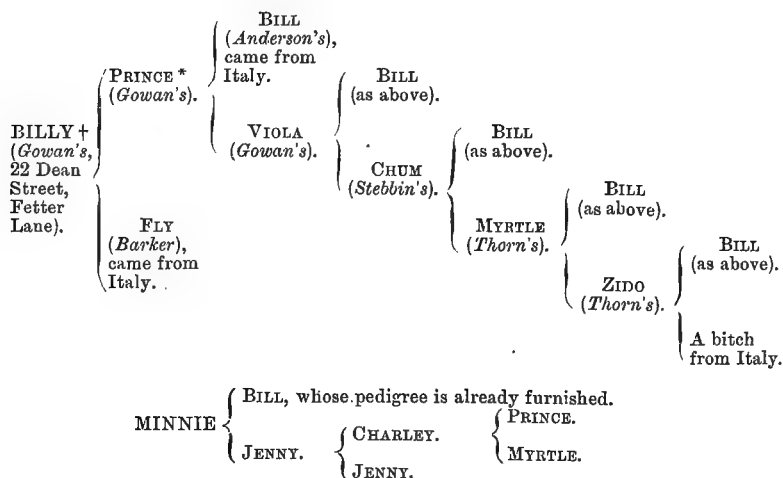 BILLY †
(Gowan's,
22 Dean
Street,
Fetter
Lane).
PRINCE *
(Gowan's).
FLY
(Barker),
came from
Italy.
BILL
(Anderson's),
came from
Italy.
VIOLA
(Gowan's).
BILL
(as above).
CHUM
(Stebbin's).
BILL
(as above).
MYRTLE
(Thorn's).
BILL
(as above).
ZIDO
(Thorn's).
BILL
(as above).
A bitch
from Italy.
MINNIE
BILL, whose pedigree is already furnished.
JENNY.
CHARLEY.
JENNY.
PRINCE.
MYRTLE.